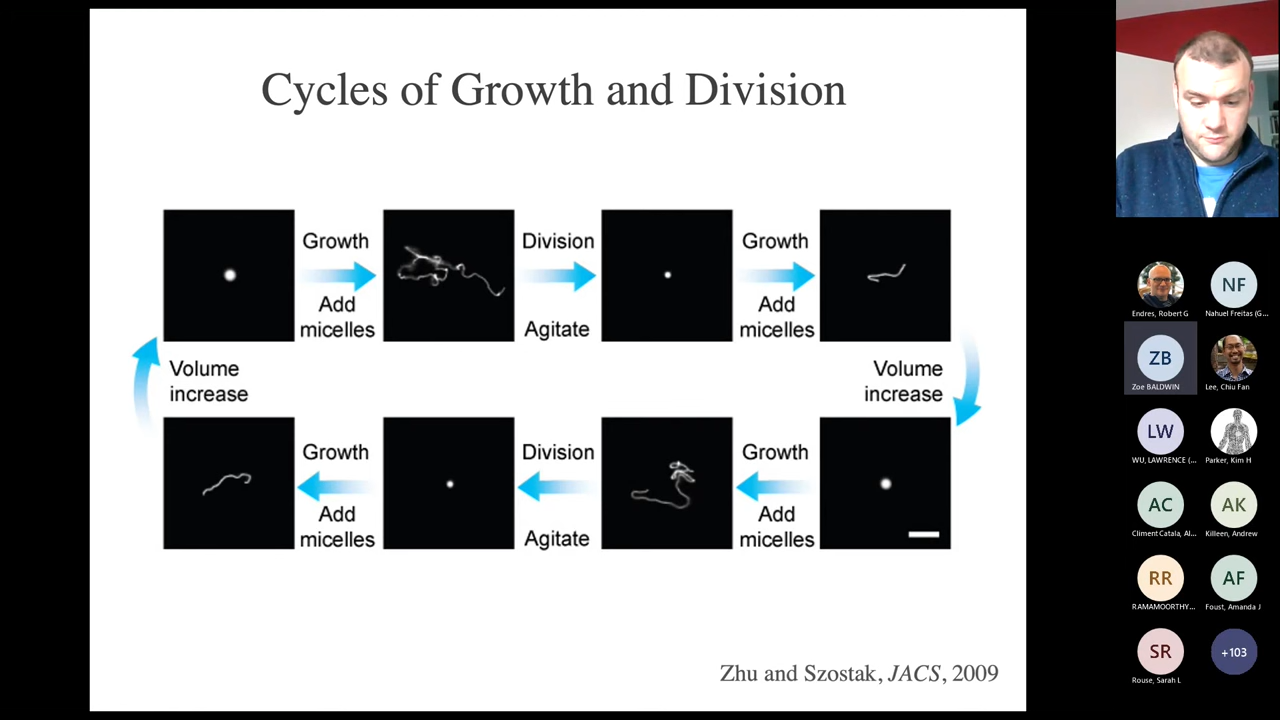 Cycles of Growth and Division
Growth
Add
micelles
Division
Agitate
Growth
Add
micelles
Volume
increase
Volume
increase
Growth
Add
micelles
Division
Agitate
Growth
Add
micelles
Zhu and Szostak, JACS, 2009
Endres, Robert G
NF
Nahuel Freitas (G...
ZB
Zoe BALDWIN
Lee, Chiu Fan
LW
WU, LAWRENCE (...
Parker, Kim H
AC
Climent Catala, Al...
AK
Killeen, Andrew
RR
RAMAMOORTHY...
AF
Foust, Amanda J
SR
Rouse, Sarah L
+103